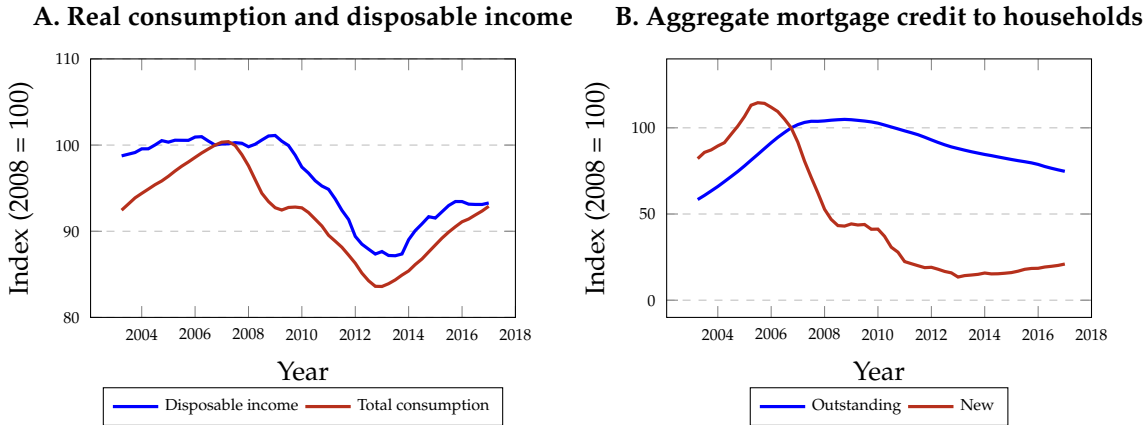 A. Real consumption and disposable income
Index (2008 = 100)
110
100
90
80
2004 2006 2008 2010 2012 2014 2016 2018
Year
Disposable income Total consumption
B. Aggregate mortgage credit to households
Index (2008 = 100)
100
50
0
2004 2006 2008 2010 2012 2014 2016 2018
Year
Outstanding New